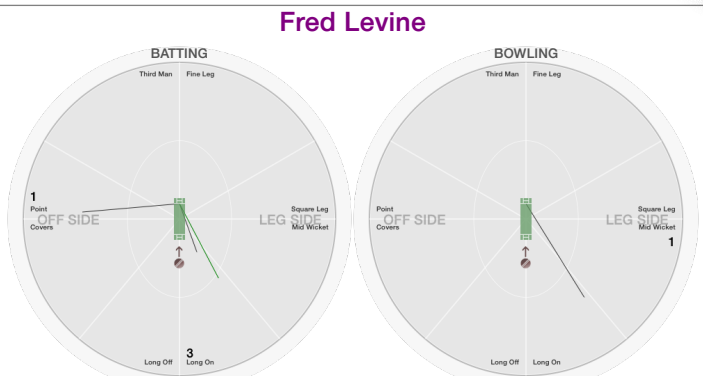 Fred Levine
BATTING
Third Man Fine Leg
1
Point
OFF SIDE
Covers
Square Leg
LEG SIDE
Mid Wicket
3
Long Off Long On
BOWLING
Third Man Fine Leg
Point
OFF SIDE
Covers
Square Leg
LEG SIDE
Mid Wicket
1
Long Off Long On